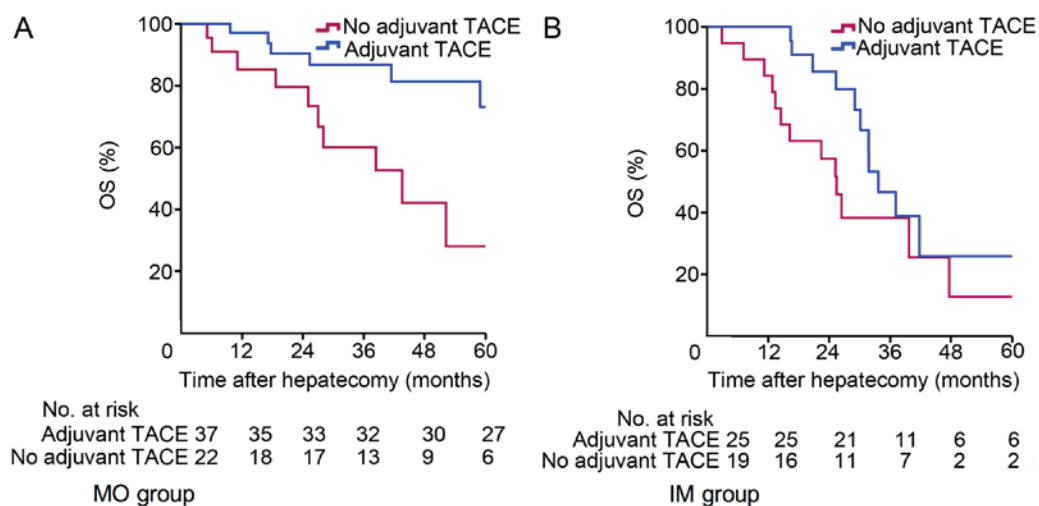 A
No adjuvant TACE
Adjuvant TACE
100
80
60
40
20
0
12
24
36
48
60
OS (%)
Time after hepatecomy (months)
No. at risk
Adjuvant TACE 37 35 33 32 30 27
No adjuvant TACE 22 18 17 13 9 6
MO group
B
No adjuvant TACE
Adjuvant TACE
100
80
60
40
20
0
12
24
36
48
60
OS (%)
Time after hepatecomy (months)
No. at risk
Adjuvant TACE 25 25 21 11 6 6
No adjuvant TACE 19 16 11 7 2 2
IM group